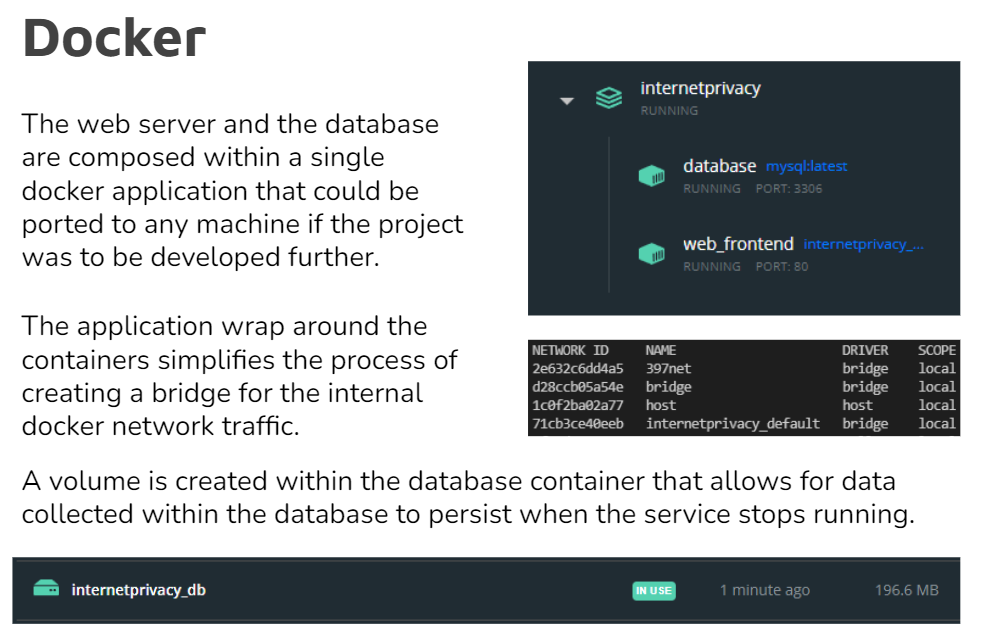 Docker
The web server and the database
are composed within a single
docker application that could be
ported to any machine if the project
was to be developed further.
The application wrap around the
containers simplifies the process of
creating a bridge for the internal
docker network traffic.
internetprivacy
RUNNING
database mysql:latest
RUNNING PORT: 3306
web_frontend internetprivacy_...
RUNNING PORT: 80
NETWORK ID NAME DRIVER SCOPE
2e632c6dd4a5 397net bridge local
d28ccb05a54e bridge bridge local
1c0f2ba02a77 host host local
71cb3ce40eeb internetprivacy_default bridge local
A volume is created within the database container that allows for data
collected within the database to persist when the service stops running.
internetprivacy_db IN USE 1 minute ago 196.6 MB